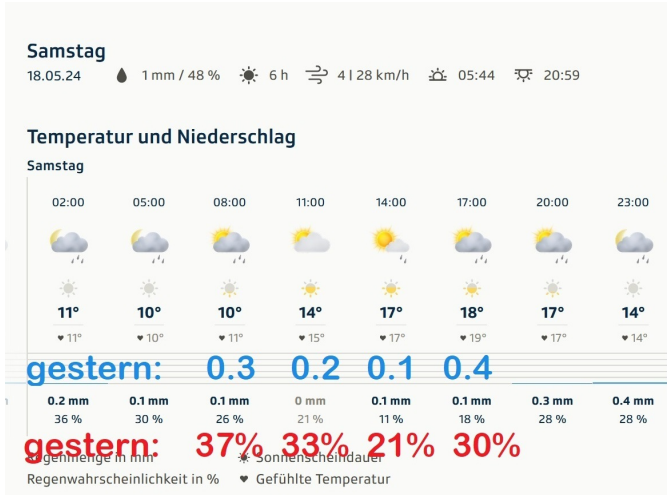 Samstag
18.05.24 1 mm / 48 % 6 h 4 | 28 km/h 05:44 20:59
Temperatur und Niederschlag
Samstag
02:00 05:00 08:00 11:00 14:00 17:00 20:00 23:00
11° 10° 10° 14° 17° 18° 17° 14°
11° 10° 11° 15° 17° 19° 17° 14°
gestern: 0.3 0.2 0.1 0.4
0.2 mm 0.1 mm 0.1 mm 0 mm 0.1 mm 0.1 mm 0.3 mm 0.4 mm
36 % 30 % 26 % 21 % 11 % 18 % 28 % 28 %
gestern: 37% 33% 21% 30%
Regenmenge in mm Sonnenscheindauer
Regenwahrscheinlichkeit in % Gefühlte Temperatur